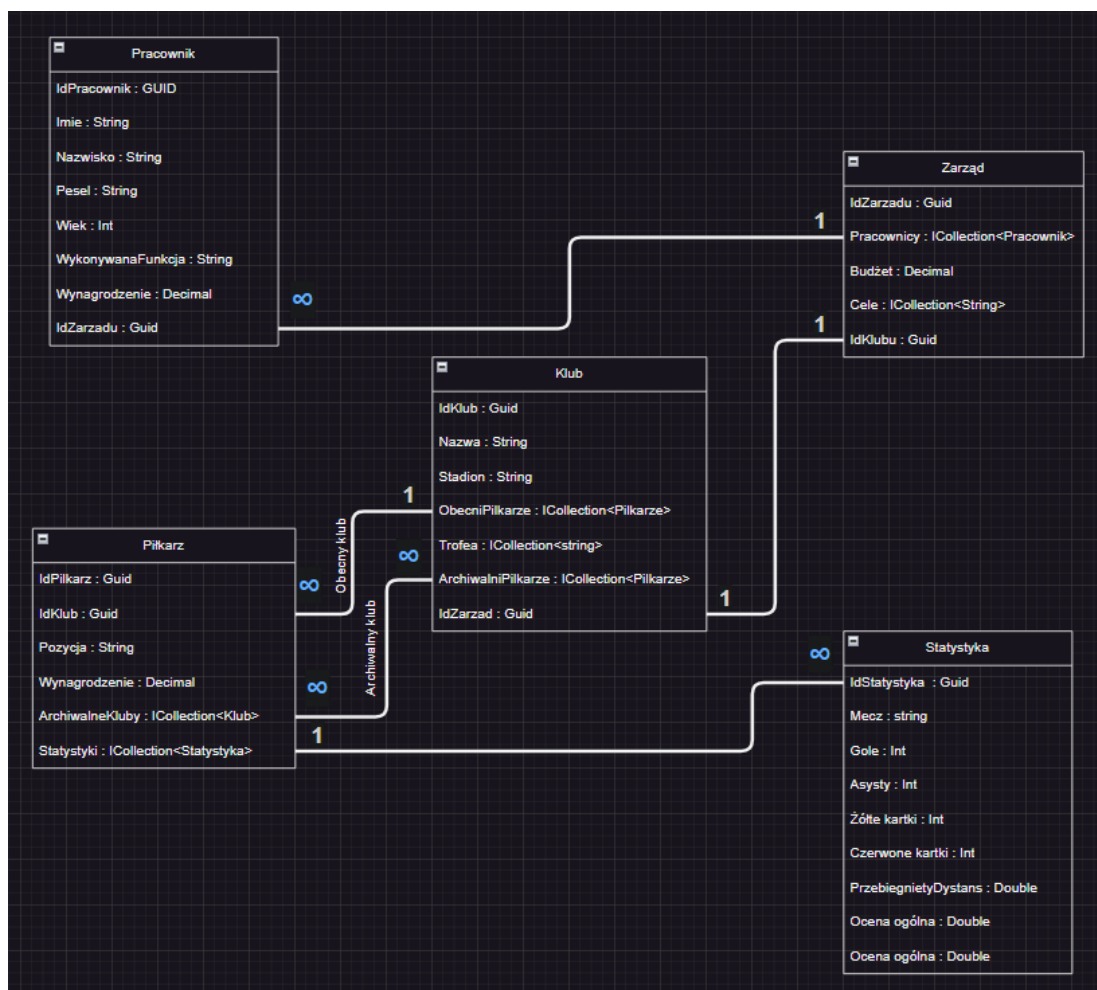 Pracownik
IdPracownik : GUID
Imie : String
Nazwisko : String
Pesel : String
Wiek : Int
WykonywanaFunkcja : String
Wynagrodzenie : Decimal
IdZarzadu : Guid
∞
1
Zarząd
IdZarzadu : Guid
Pracownicy : ICollection<Pracownik>
Budżet : Decimal
Cele : ICollection<String>
IdKlubu : Guid
1
Klub
IdKlub : Guid
Nazwa : String
Stadion : String
ObecniPilkarze : ICollection<Pilkarze>
Trofea : ICollection<string>
ArchiwalniPilkarze : ICollection<Pilkarze>
IdZarzad : Guid
1
1
∞
Obecny klub
Archiwalny klub
Piłkarz
IdPilkarz : Guid
IdKlub : Guid
Pozycja : String
Wynagrodzenie : Decimal
ArchiwalneKluby : ICollection<Klub>
Statystyki : ICollection<Statystyka>
∞
∞
1
∞
Statystyka
IdStatystyka : Guid
Mecz : string
Gole : Int
Asysty : Int
Żółte kartki : Int
Czerwone kartki : Int
PrzebiegnietyDystans : Double
Ocena ogólna : Double
Ocena ogólna : Double